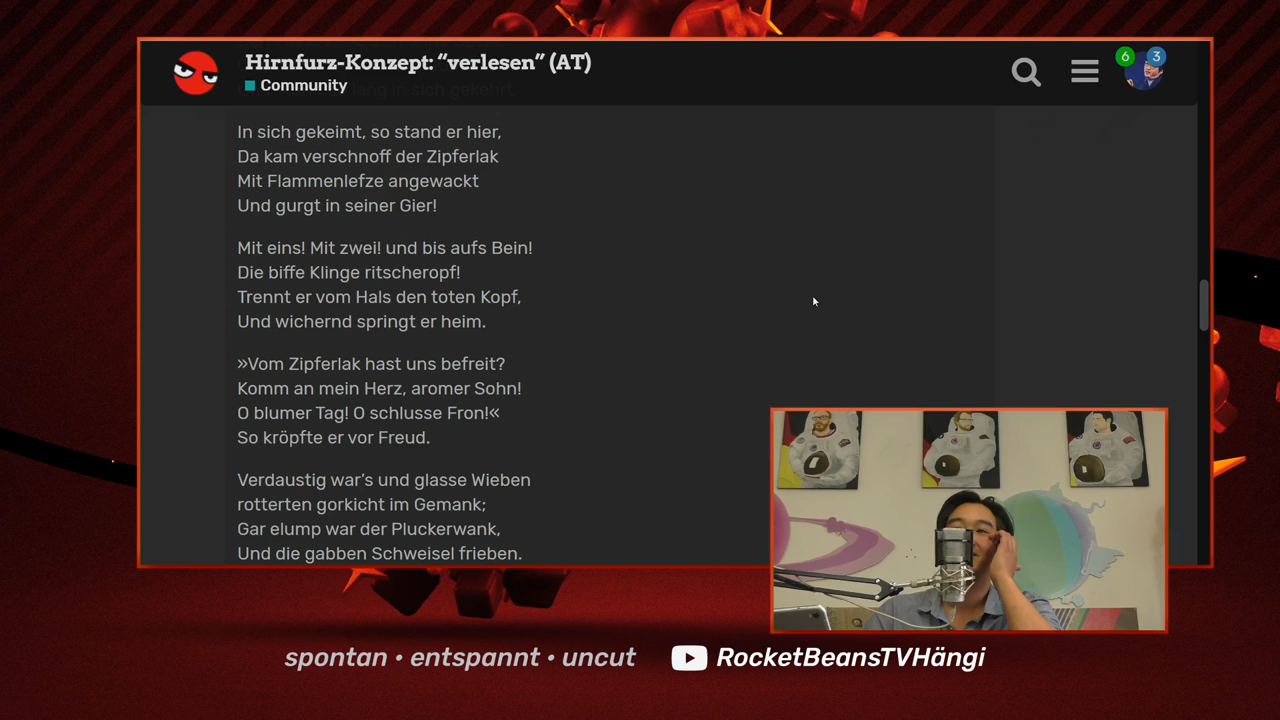 Hirnfurz-Konzept: “verlesen” (AT)
Community
6
3
lang in sich gekehrt.
In sich gekeimt, so stand er hier,
Da kam verschnoff der Zipferlak
Mit Flammenlefze angewackt
Und gurgt in seiner Gier!
Mit eins! Mit zwei! und bis aufs Bein!
Die biffe Klinge ritscheropf!
Trennt er vom Hals den toten Kopf,
Und wichernd springt er heim.
»Vom Zipferlak hast uns befreit?
Komm an mein Herz, aromer Sohn!
O blumer Tag! O schlusse Fron!«
So kröpfte er vor Freud.
Verdaustig war’s und glasse Wieben
rotterten gorkicht im Gemank;
Gar elump war der Pluckerwank,
Und die gabben Schweisel frieben.
spontan • entspannt • uncut
RocketBeansTVHängi